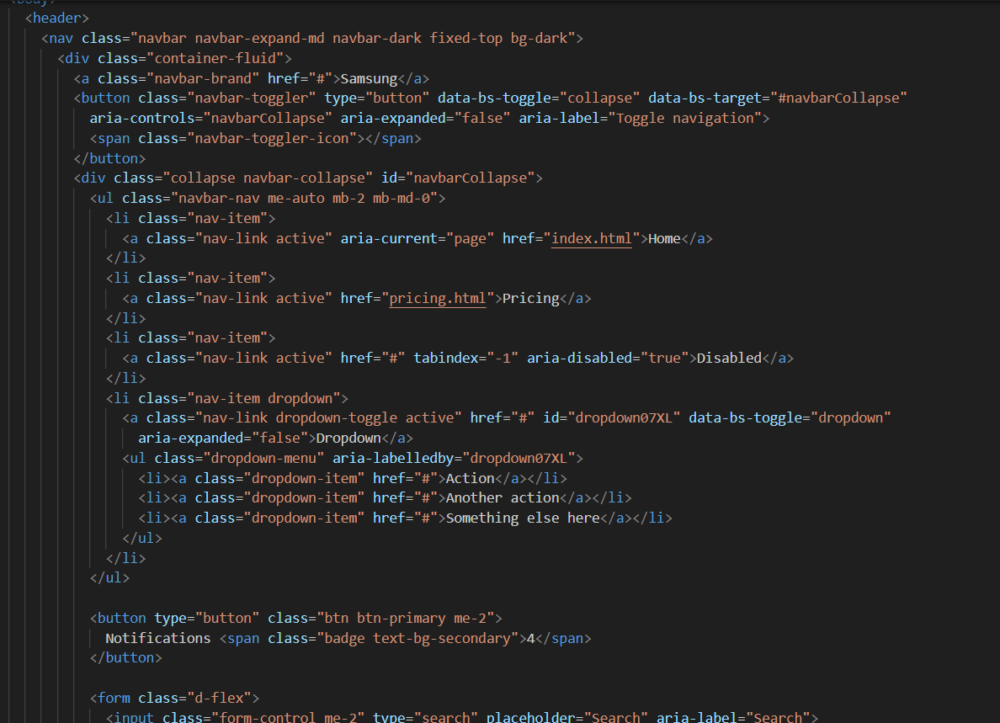 <body>
<header>
<nav class="navbar navbar-expand-md navbar-dark fixed-top bg-dark">
<div class="container-fluid">
<a class="navbar-brand" href="#">Samsung</a>
<button class="navbar-toggler" type="button" data-bs-toggle="collapse" data-bs-target="#navbarCollapse"
aria-controls="navbarCollapse" aria-expanded="false" aria-label="Toggle navigation">
<span class="navbar-toggler-icon"></span>
</button>
<div class="collapse navbar-collapse" id="navbarCollapse">
<ul class="navbar-nav me-auto mb-2 mb-md-0">
<li class="nav-item">
<a class="nav-link active" aria-current="page" href="index.html">Home</a>
</li>
<li class="nav-item">
<a class="nav-link active" href="pricing.html">Pricing</a>
</li>
<li class="nav-item">
<a class="nav-link active" href="#" tabindex="-1" aria-disabled="true">Disabled</a>
</li>
<li class="nav-item dropdown">
<a class="nav-link dropdown-toggle active" href="#" id="dropdown07XL" data-bs-toggle="dropdown"
aria-expanded="false">Dropdown</a>
<ul class="dropdown-menu" aria-labelledby="dropdown07XL">
<li><a class="dropdown-item" href="#">Action</a></li>
<li><a class="dropdown-item" href="#">Another action</a></li>
<li><a class="dropdown-item" href="#">Something else here</a></li>
</ul>
</li>
</ul>
<button type="button" class="btn btn-primary me-2">
Notifications <span class="badge text-bg-secondary">4</span>
</button>
<form class="d-flex">
<input class="form-control me-2" type="search" placeholder="Search" aria-label="Search">